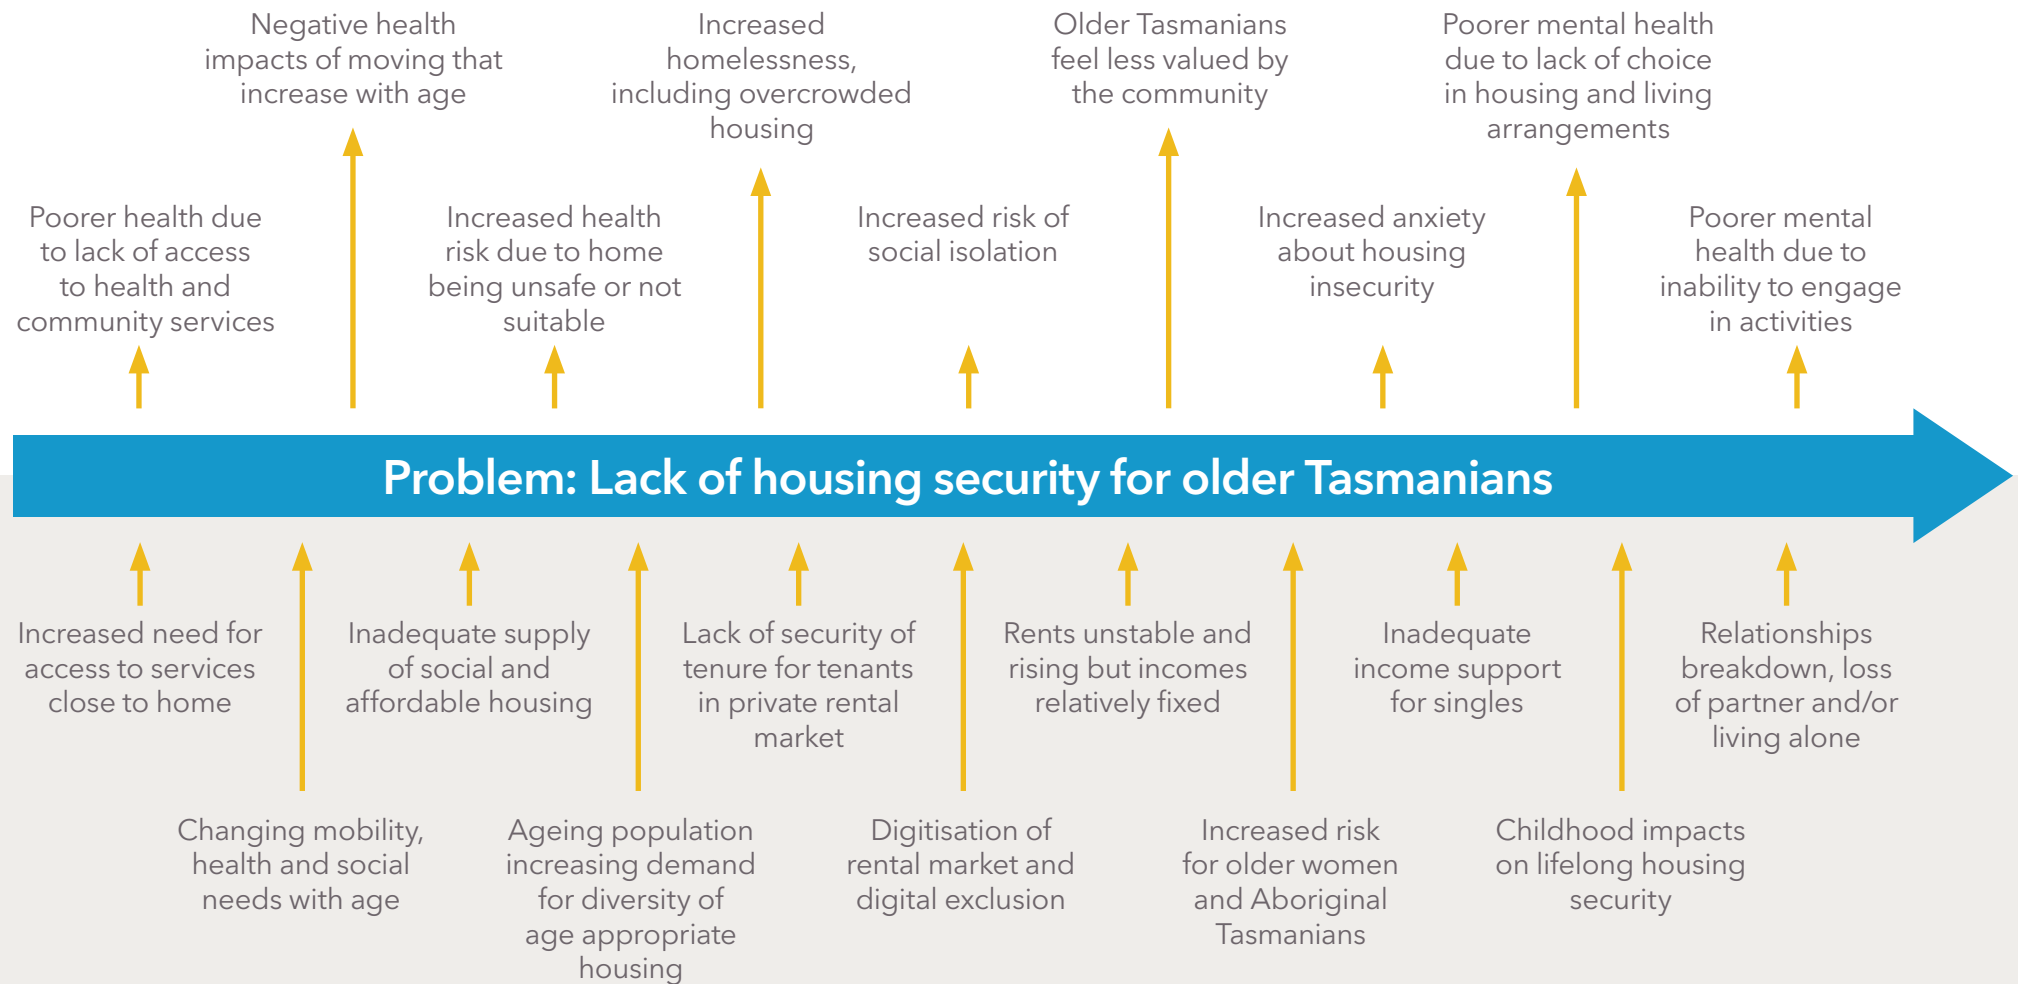 Negative health
impacts of moving that
increase with age
Increased
homelessness,
including overcrowded
housing
Older Tasmanians
feel less valued by
the community
Poorer mental health
due to lack of choice
in housing and living
arrangements
Poorer health due
to lack of access
to health and
community services
Increased health
risk due to home
being unsafe or not
suitable
Increased risk of
social isolation
Increased anxiety
about housing
insecurity
Poorer mental
health due to
inability to engage
in activities
Problem: Lack of housing security for older Tasmanians
Increased need for
access to services
close to home
Inadequate supply
of social and
affordable housing
Lack of security of
tenure for tenants
in private rental
market
Rents unstable and
rising but incomes
relatively fixed
Inadequate
income support
for singles
Relationships
breakdown, loss
of partner and/or
living alone
Changing mobility,
health and social
needs with age
Ageing population
increasing demand
for diversity of
age appropriate
housing
Digitisation of
rental market and
digital exclusion
Increased risk
for older women
and Aboriginal
Tasmanians
Childhood impacts
on lifelong housing
security